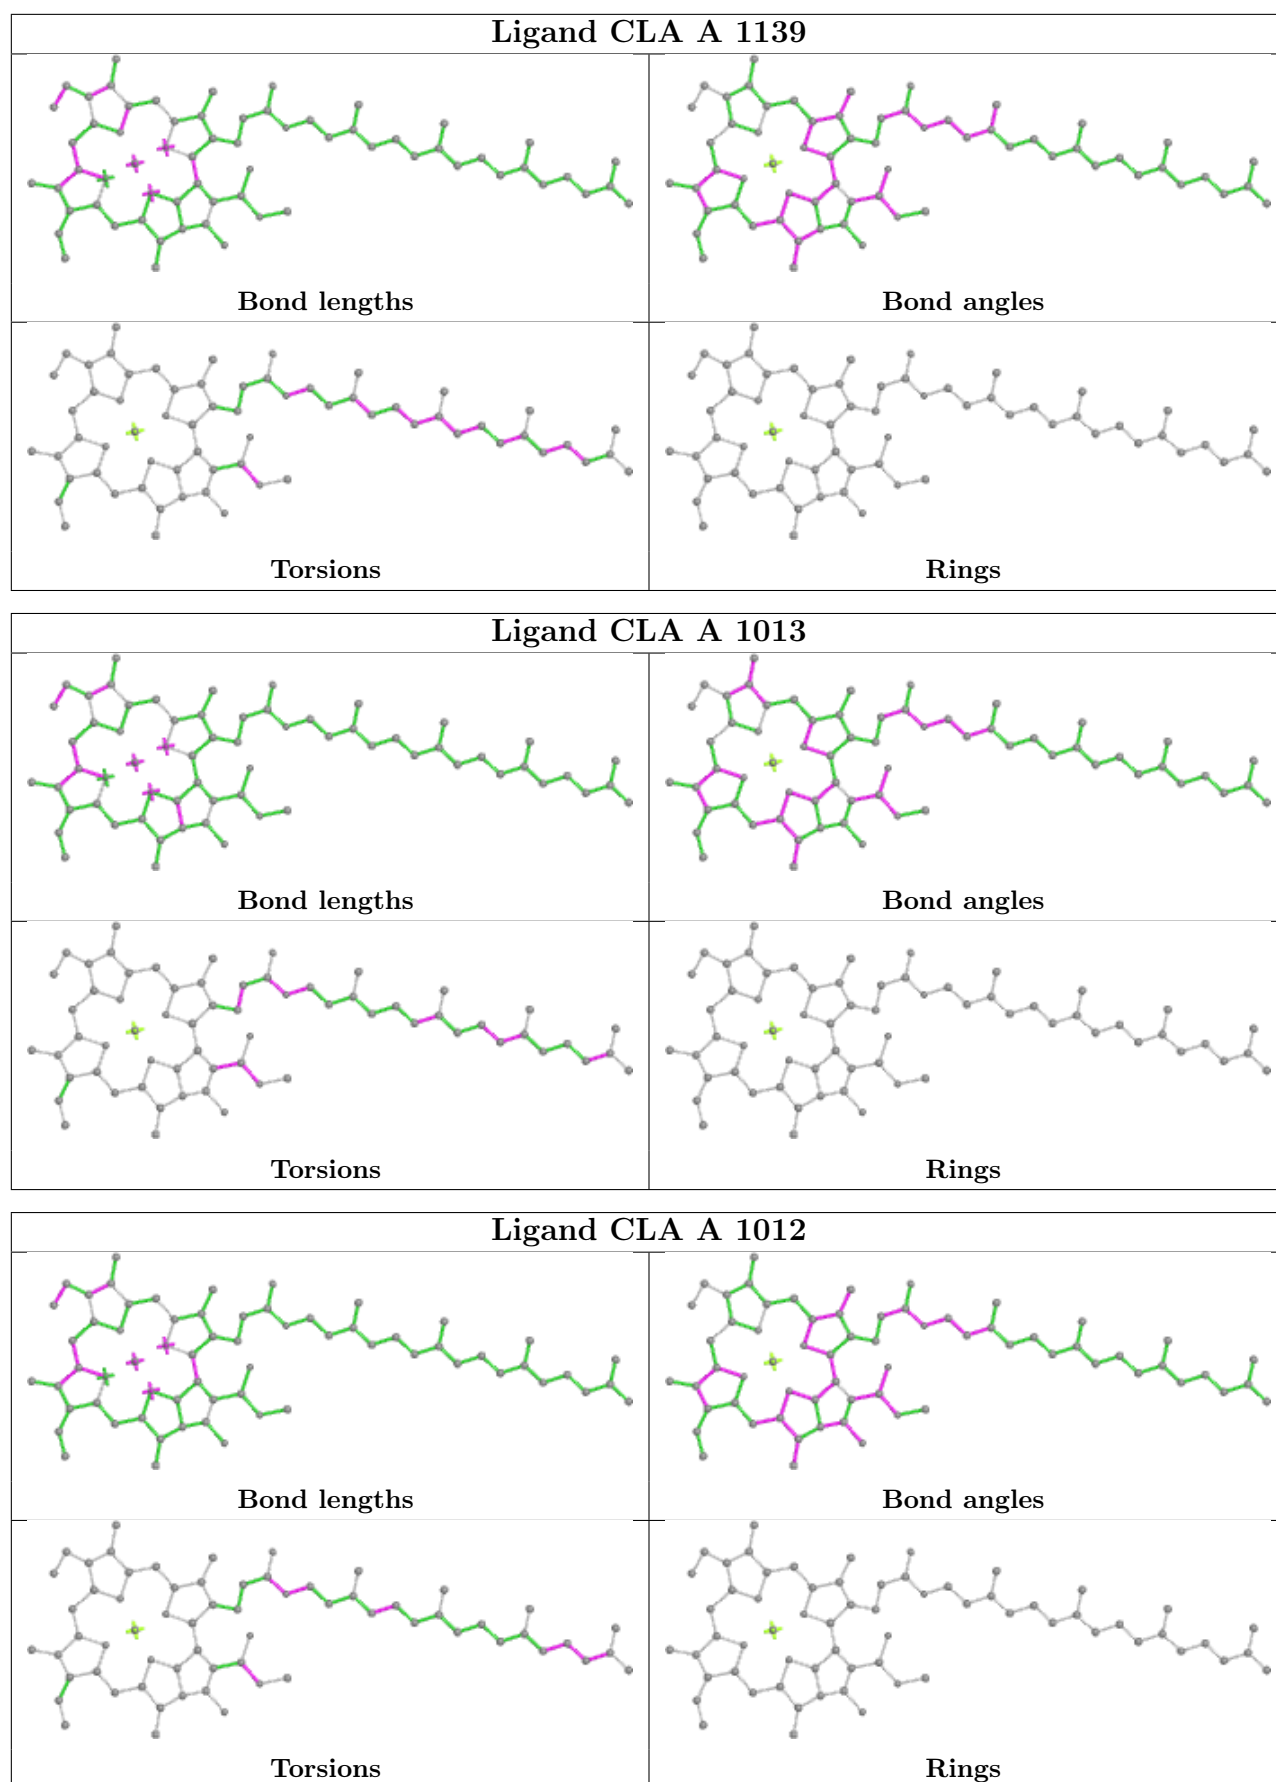 Ligand CLA A 1139
Bond lengths
Bond angles
Torsions
Rings
Ligand CLA A 1013
Bond lengths
Bond angles
Torsions
Rings
Ligand CLA A 1012
Bond lengths
Bond angles
Torsions
Rings